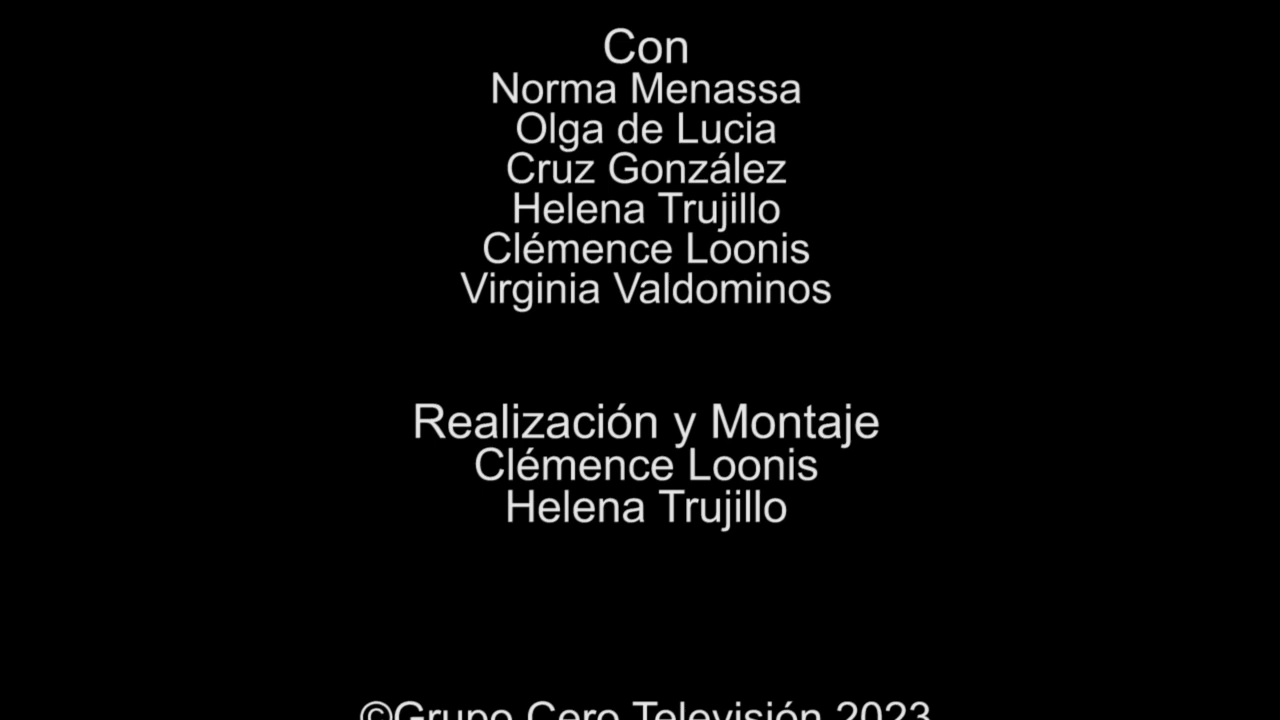 Con
Norma Menassa
Olga de Lucia
Cruz González
Helena Trujillo
Clémence Loonis
Virginia Valdominos
Realización y Montaje
Clémence Loonis
Helena Trujillo
©Grupo Cero Televisión 2023